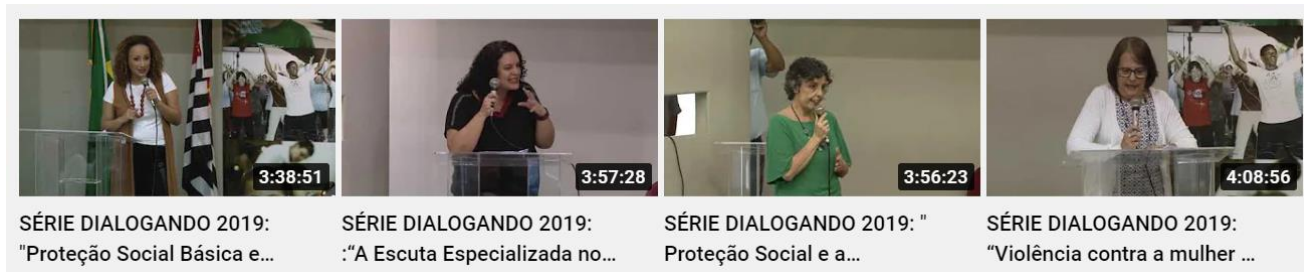 3:38:51
3:57:28
3:56:23
4:08:56
SÉRIE DIALOGANDO 2019:
"Proteção Social Básica e...
SÉRIE DIALOGANDO 2019:
:“A Escuta Especializada no...
SÉRIE DIALOGANDO 2019: "
Proteção Social e a...
SÉRIE DIALOGANDO 2019:
“Violência contra a mulher ...